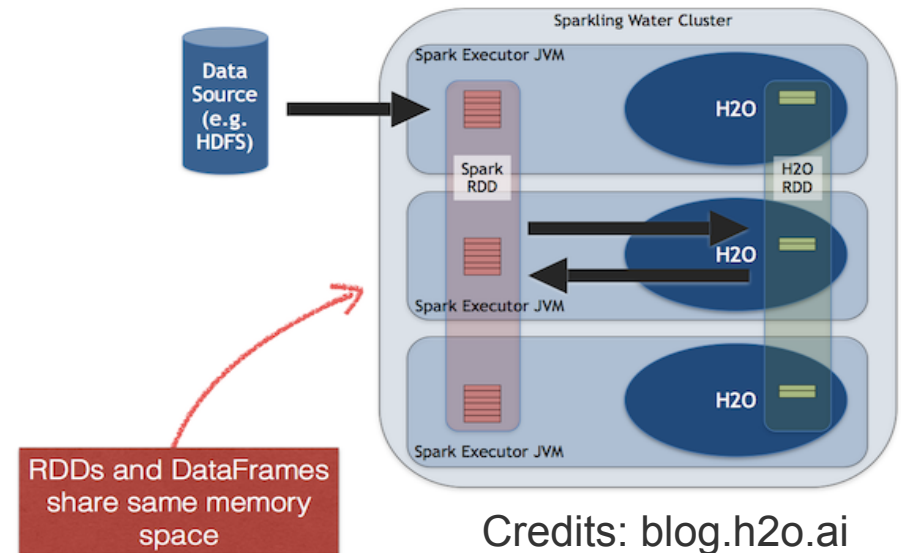 Sparkling Water Cluster
Spark Executor JVM
Data
Source
(e.g.
HDFS)
H2O
Spark
RDD
H2O
RDD
H2O
Spark Executor JVM
H2O
Spark Executor JVM
RDDs and DataFrames
share same memory
space
Credits: blog.h2o.ai